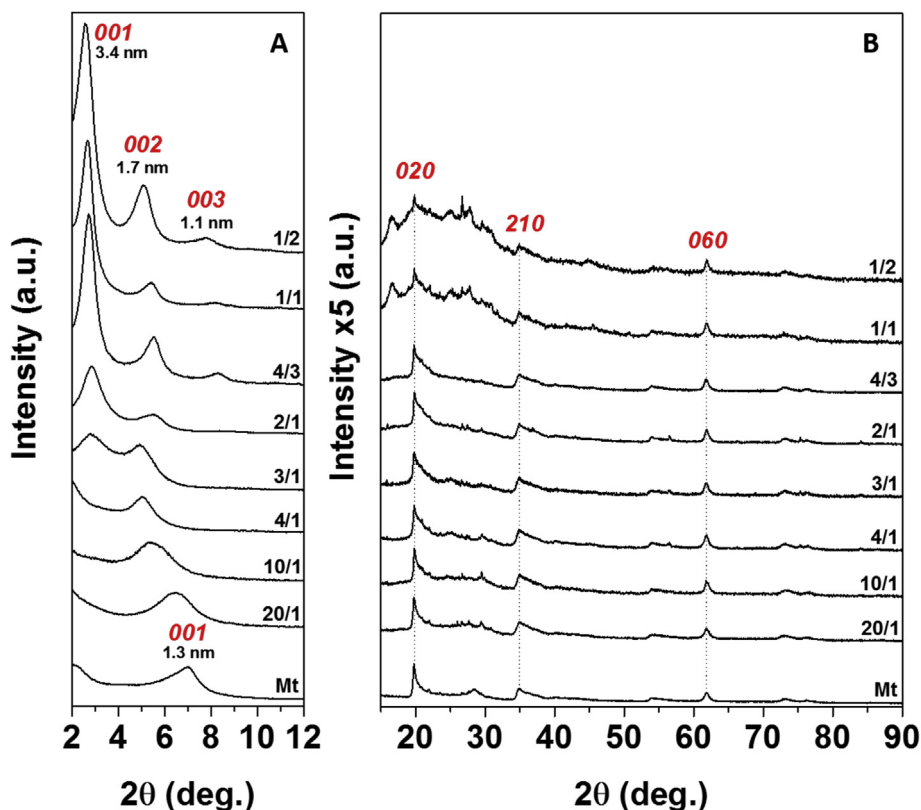 A
001
3.4 nm
002
1.7 nm
003
1.1 nm
1/2
1/1
4/3
2/1
3/1
4/1
10/1
20/1
001
1.3 nm
Mt
Intensity (a.u.)
2 4 6 8 10 12
2θ (deg.)
B
020
210
060
1/2
1/1
4/3
2/1
3/1
4/1
10/1
20/1
Mt
Intensity x5 (a.u.)
20 30 40 50 60 70 80 90
2θ (deg.)